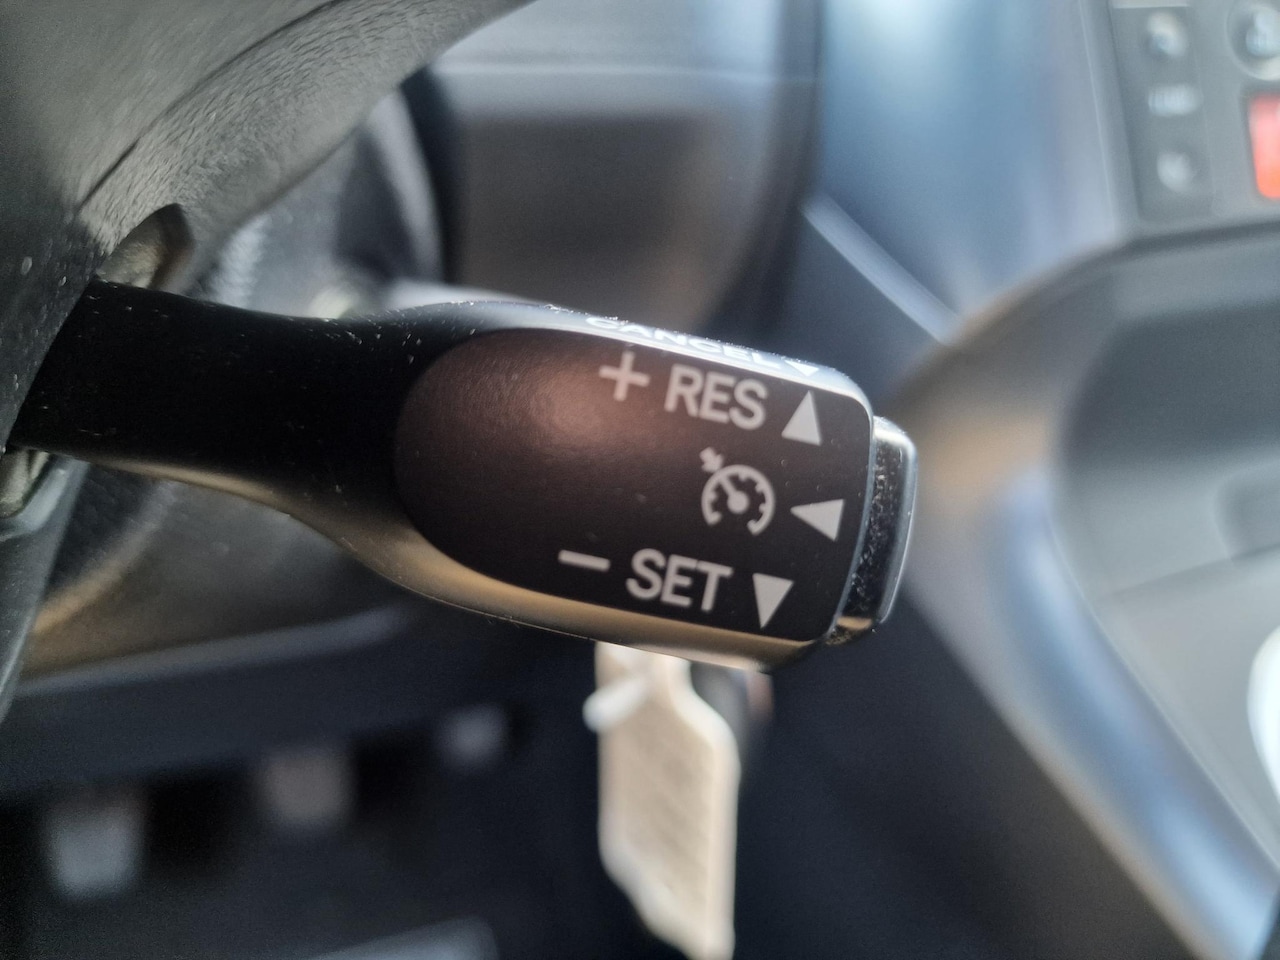 CANCEL ▼
+ RES ▲
◀
− SET ▼